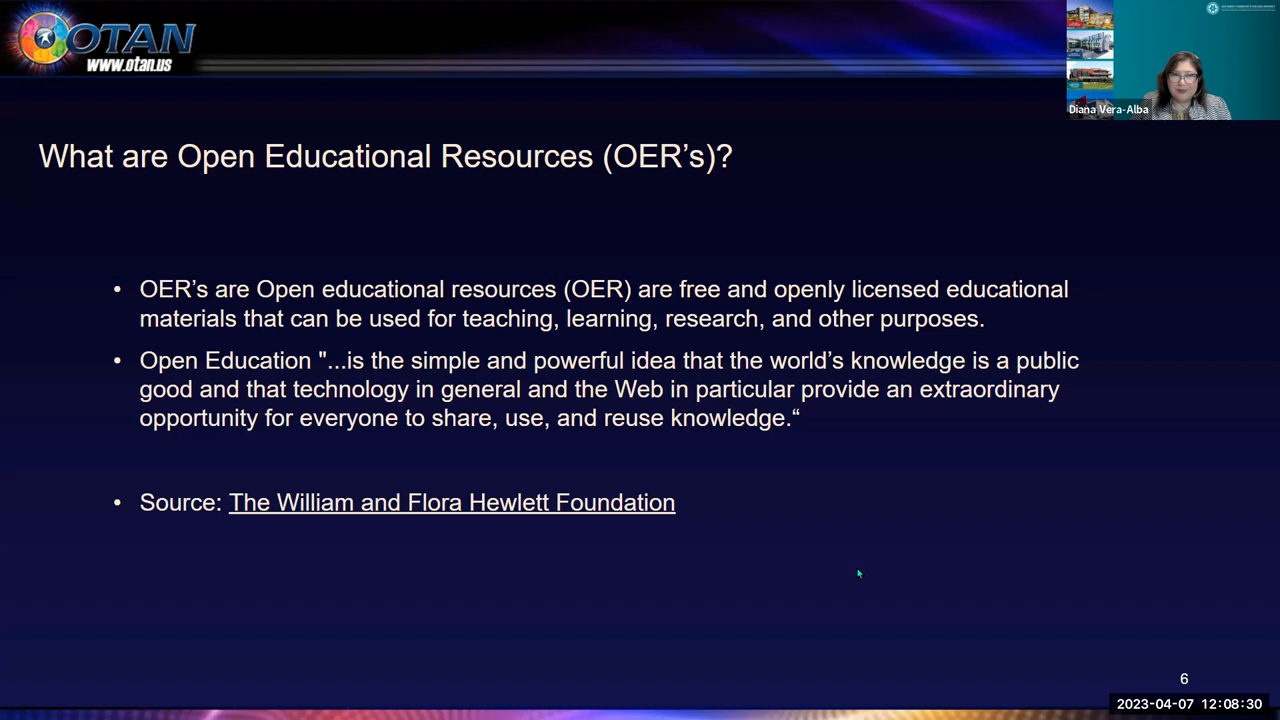 OTAN
www.otan.us
Diana Vera-Alba
What are Open Educational Resources (OER’s)?
• OER’s are Open educational resources (OER) are free and openly licensed educational
materials that can be used for teaching, learning, research, and other purposes.
• Open Education "...is the simple and powerful idea that the world’s knowledge is a public
good and that technology in general and the Web in particular provide an extraordinary
opportunity for everyone to share, use, and reuse knowledge.“
• Source: The William and Flora Hewlett Foundation
6
2023-04-07 12:08:30